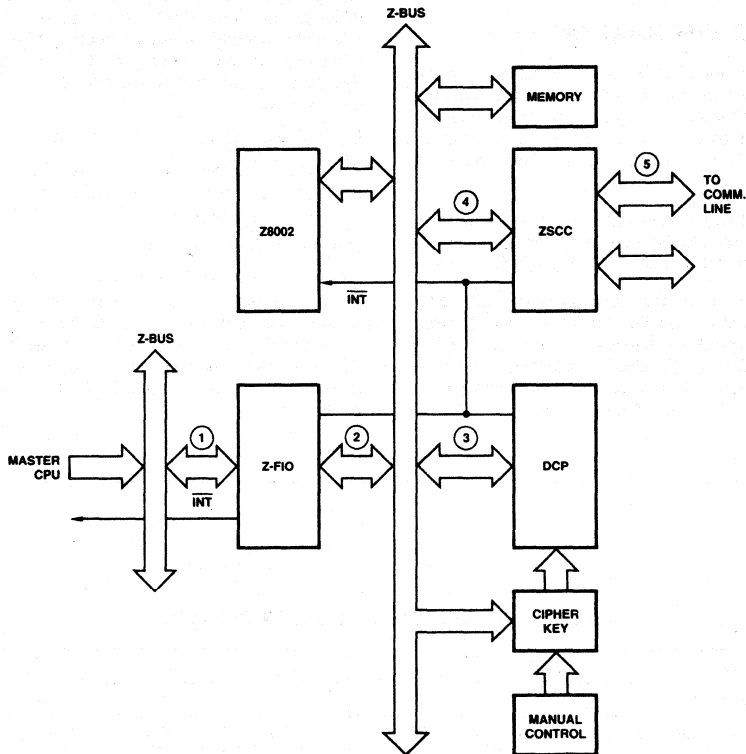 Z-BUS
MEMORY
5
TO
COMM.
LINE
4
Z8002
ZSCC
INT
Z-BUS
1
2
3
MASTER
CPU
Z-FIO
DCP
INT
CIPHER
KEY
MANUAL
CONTROL